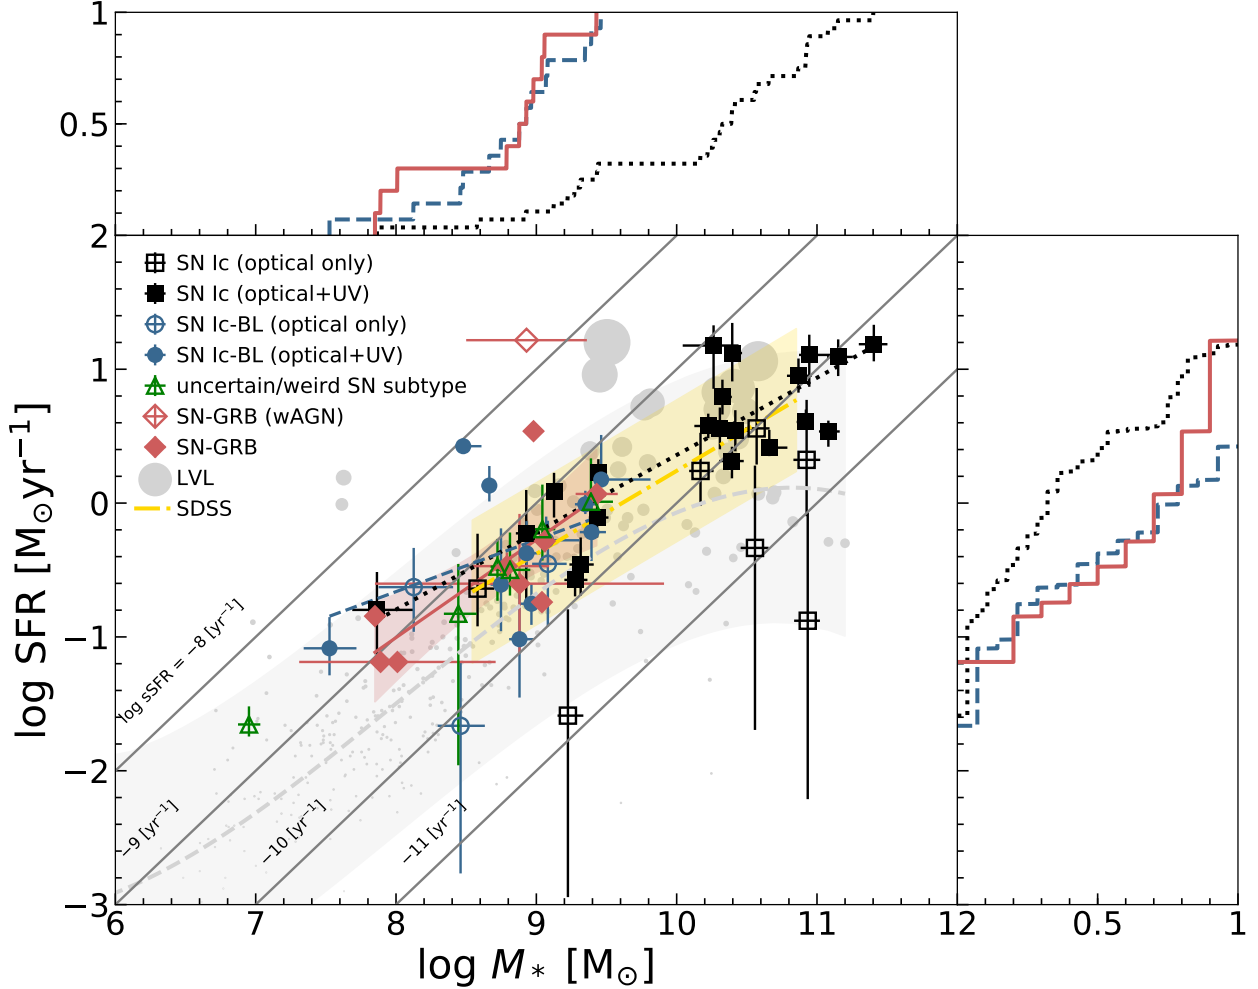 1
0.5
2
1
0
−1
−2
−3
SN Ic (optical only)
SN Ic (optical+UV)
SN Ic-BL (optical only)
SN Ic-BL (optical+UV)
uncertain/weird SN subtype
SN-GRB (wAGN)
SN-GRB
LVL
SDSS
log sSFR = −8 [yr⁻¹]
−9 [yr⁻¹]
−10 [yr⁻¹]
−11 [yr⁻¹]
6 7 8 9 10 11 12
0.5 1
log M* [M⊙]
log SFR [M⊙yr⁻¹]